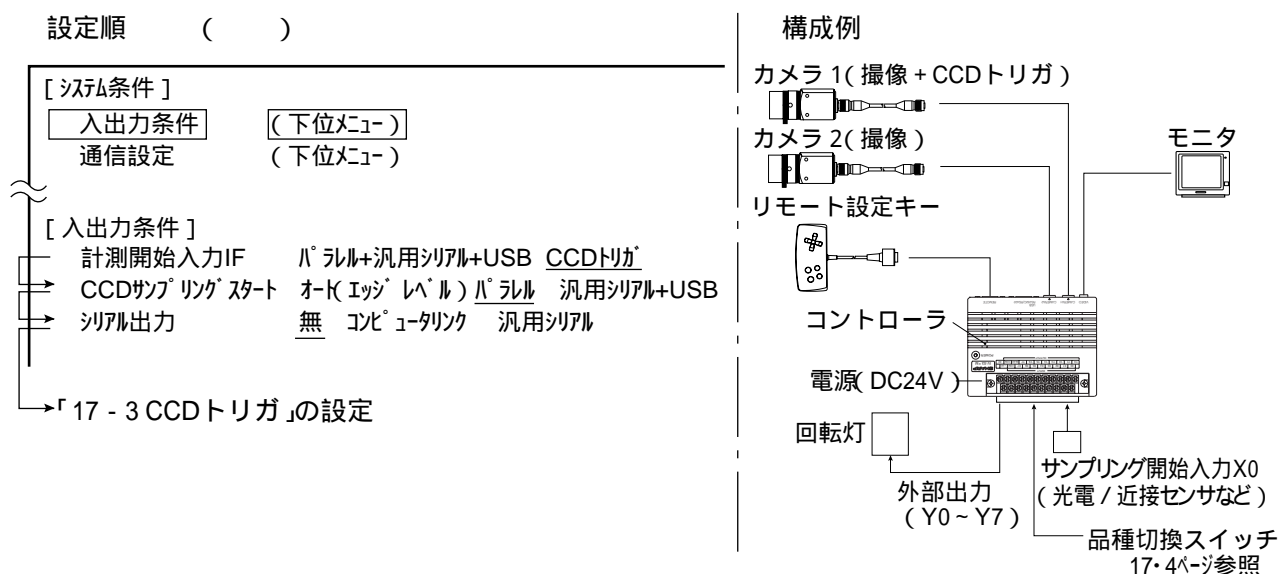 設定順 ( )
[ ｼｽﾃﾑ条件 ]
入出力条件 ( 下位ﾒﾆｭｰ )
通信設定 ( 下位ﾒﾆｭｰ )
[ 入出力条件 ]
計測開始入力IF ﾊﾟﾗﾚﾙ+汎用ｼﾘｱﾙ+USB CCDﾄﾘｶﾞ
CCDｻﾝﾌﾟﾘﾝｸﾞｽﾀｰﾄ ｵｰﾄ( ｴｯｼﾞﾚﾍﾞﾙ ) ﾊﾟﾗﾚﾙ 汎用ｼﾘｱﾙ+USB
ｼﾘｱﾙ出力 無 ｺﾝﾋﾟｭｰﾀﾘﾝｸ 汎用ｼﾘｱﾙ
「17 - 3 CCDトリガ」の設定
構成例
カメラ 1( 撮像 + CCDトリガ )
カメラ 2( 撮像 )
モニタ
リモート設定キー
コントローラ
電源( DC24V )
回転灯
外部出力
( Y0 ~ Y7 )
サンプリング開始入力X0
( 光電 / 近接センサなど )
品種切換スイッチ
17･4ﾍﾟｰｼﾞ参照